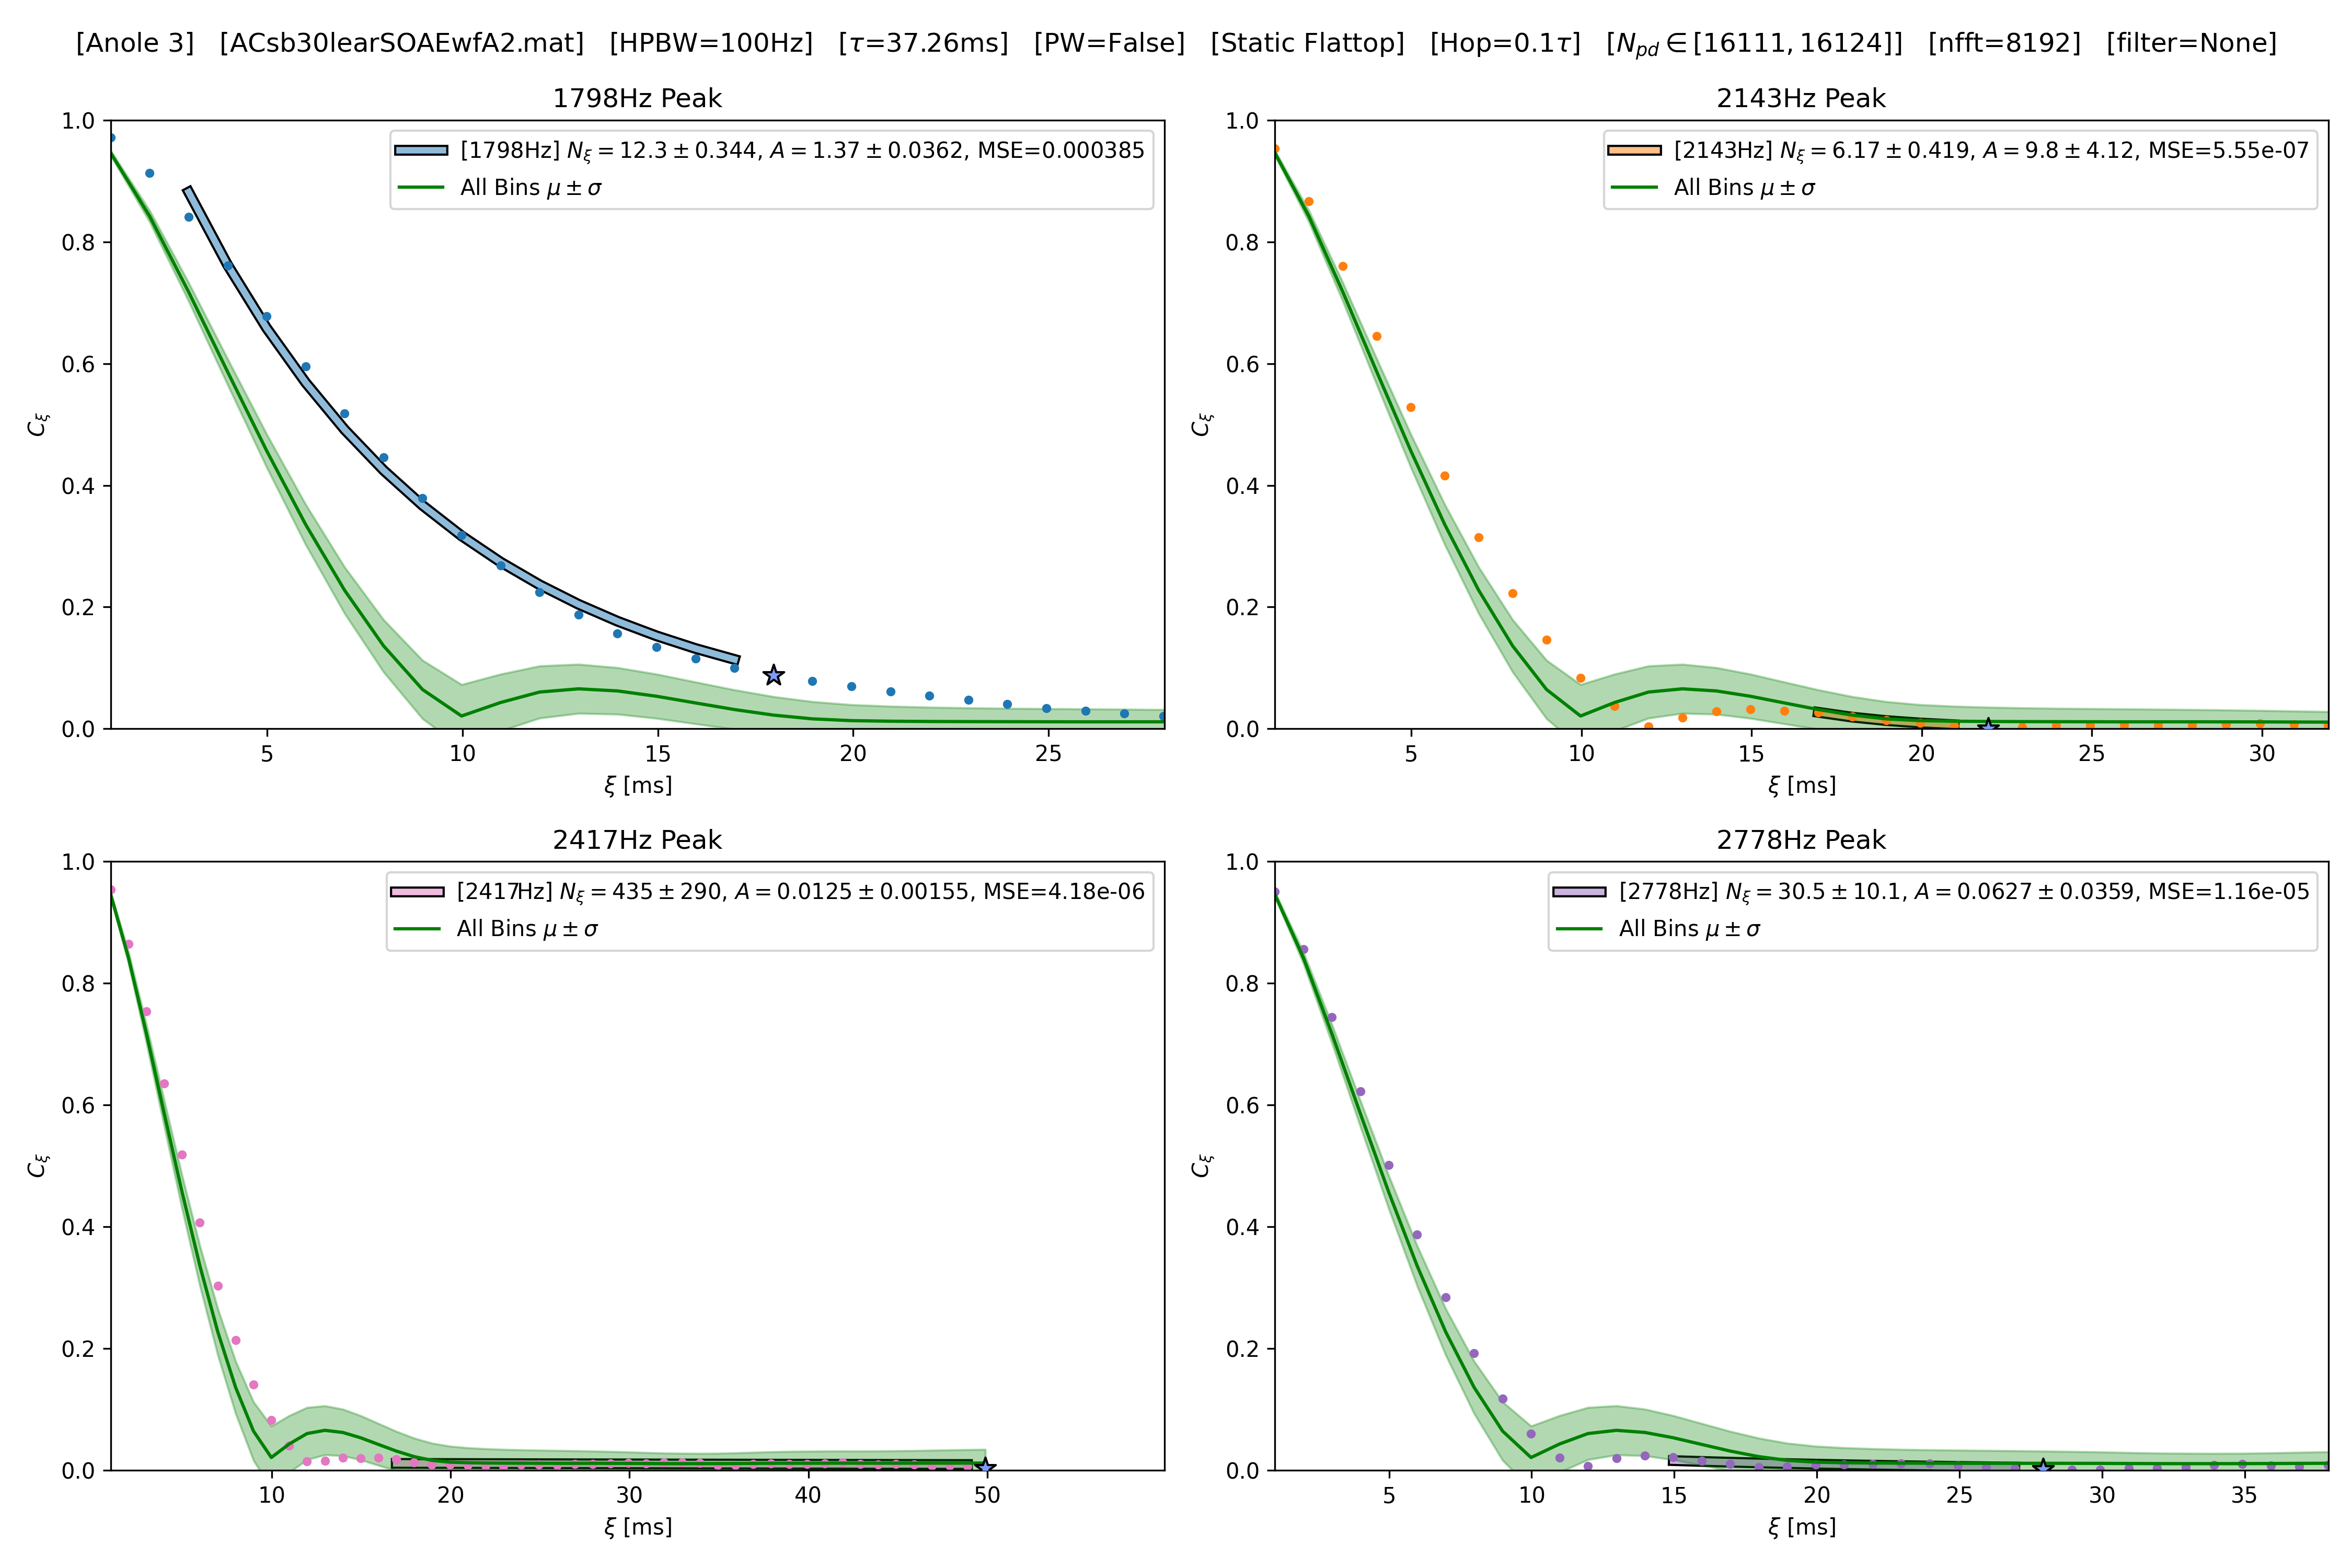 [Anole 3] [ACsb30learSOAEwfA2.mat] [HPBW=100Hz] [τ=37.26ms] [PW=False] [Static Flattop] [Hop=0.1τ] [N_pd ∈ [16111, 16124]] [nfft=8192] [filter=None]
1798Hz Peak
[1798Hz] N_ξ = 12.3 ± 0.344, A = 1.37 ± 0.0362, MSE=0.000385
All Bins μ ± σ
1.0
0.8
0.6
0.4
0.2
0.0
C_ξ
5 10 15 20 25
ξ [ms]
2143Hz Peak
[2143Hz] N_ξ = 6.17 ± 0.419, A = 9.8 ± 4.12, MSE=5.55e-07
All Bins μ ± σ
1.0
0.8
0.6
0.4
0.2
0.0
C_ξ
5 10 15 20 25 30
ξ [ms]
2417Hz Peak
[2417Hz] N_ξ = 435 ± 290, A = 0.0125 ± 0.00155, MSE=4.18e-06
All Bins μ ± σ
1.0
0.8
0.6
0.4
0.2
0.0
C_ξ
10 20 30 40 50
ξ [ms]
2778Hz Peak
[2778Hz] N_ξ = 30.5 ± 10.1, A = 0.0627 ± 0.0359, MSE=1.16e-05
All Bins μ ± σ
1.0
0.8
0.6
0.4
0.2
0.0
C_ξ
5 10 15 20 25 30 35
ξ [ms]